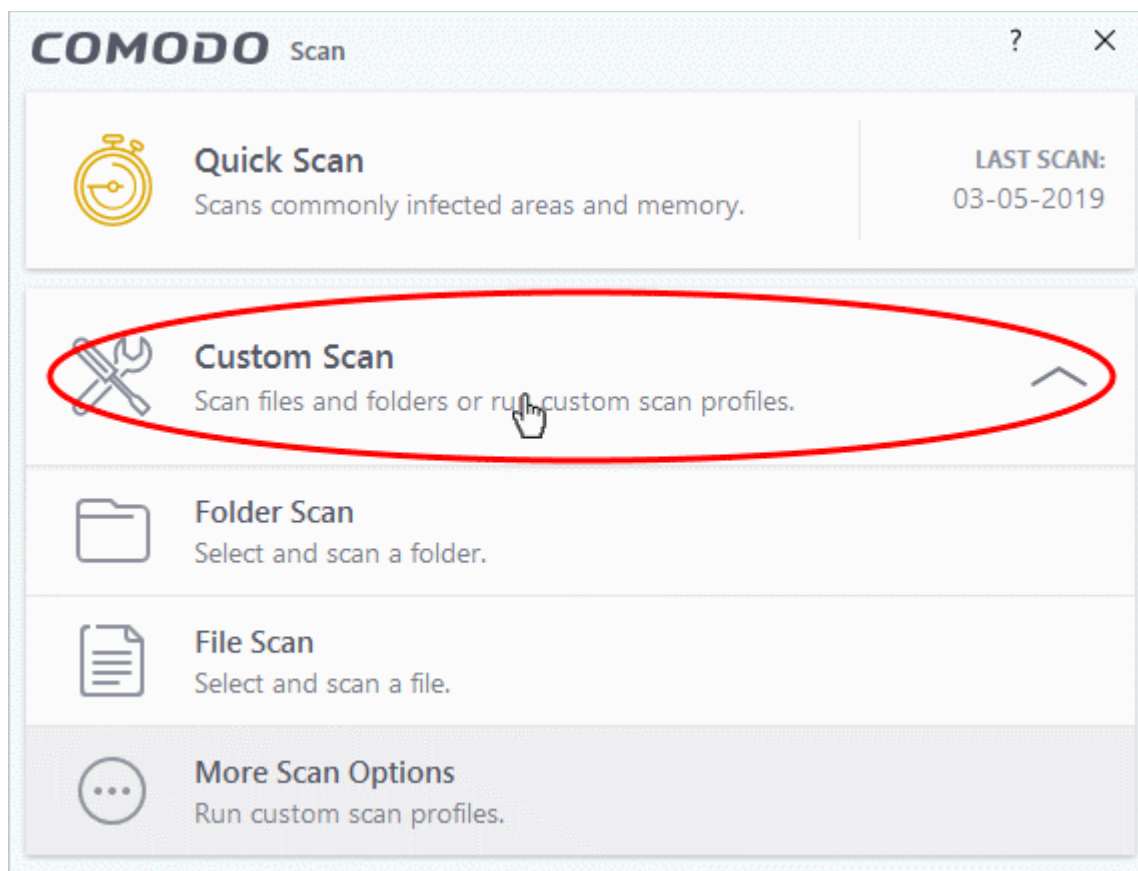 COMODO Scan ? X
Quick Scan
Scans commonly infected areas and memory.
LAST SCAN:
03-05-2019
Custom Scan
Scan files and folders or run custom scan profiles.
Folder Scan
Select and scan a folder.
File Scan
Select and scan a file.
More Scan Options
Run custom scan profiles.